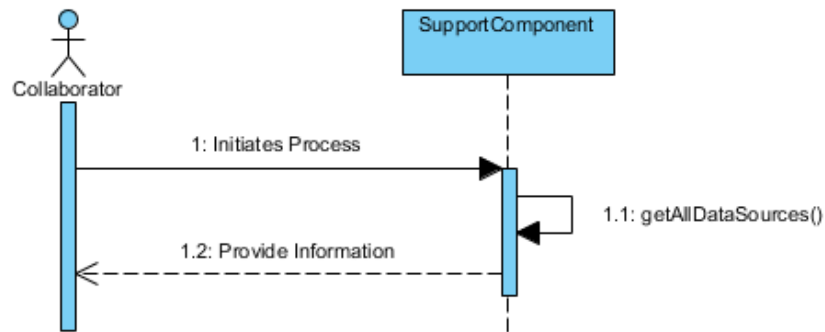 SupportComponent
Collaborator
1: Initiates Process
1.1: getAllDataSources()
1.2: Provide Information